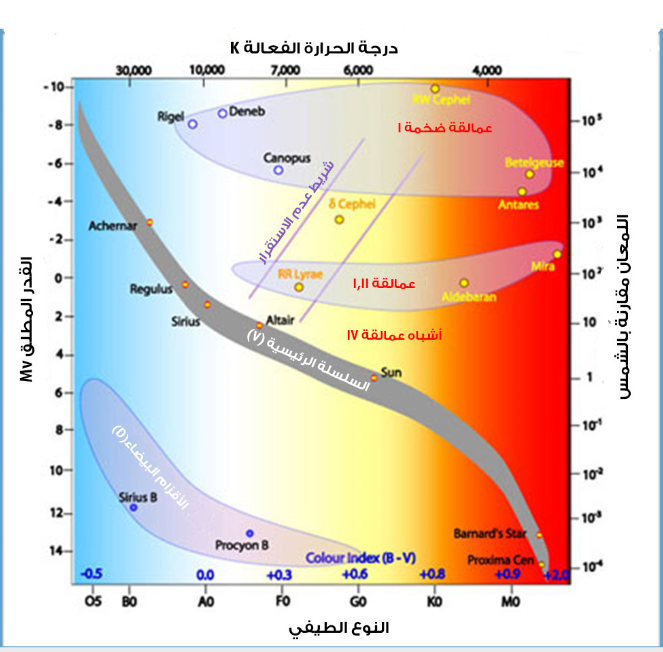 درجة الحرارة الفعالة K
30,000 10,000 7,000 6,000 4,000
-10
-8
-6
-4
-2
0
2
4
6
8
10
12
14
القدر المطلق Mv
10⁵
10⁴
10³
10²
10
1
10⁻¹
10⁻²
10⁻³
10⁻⁴
اللمعان مقارنة بالشمس
RW Cephei
Rigel
Deneb
عمالقة ضخمة I
Canopus
Betelgeuse
Antares
شريط عدم الاستقرار
δ Cephei
Achernar
Mira
RR Lyrae
عمالقة I,II
Aldebaran
Regulus
Sirius
Altair
أشباه عمالقة IV
السلسلة الرئيسية (V)
Sun
الأقزام البيضاء (D)
Sirius B
Procyon B
Barnard's Star
Proxima Cen
Colour Index (B - V)
-0.5 0.0 +0.3 +0.6 +0.8 +0.9 +2.0
O5 B0 A0 F0 G0 K0 M0
النوع الطيفي